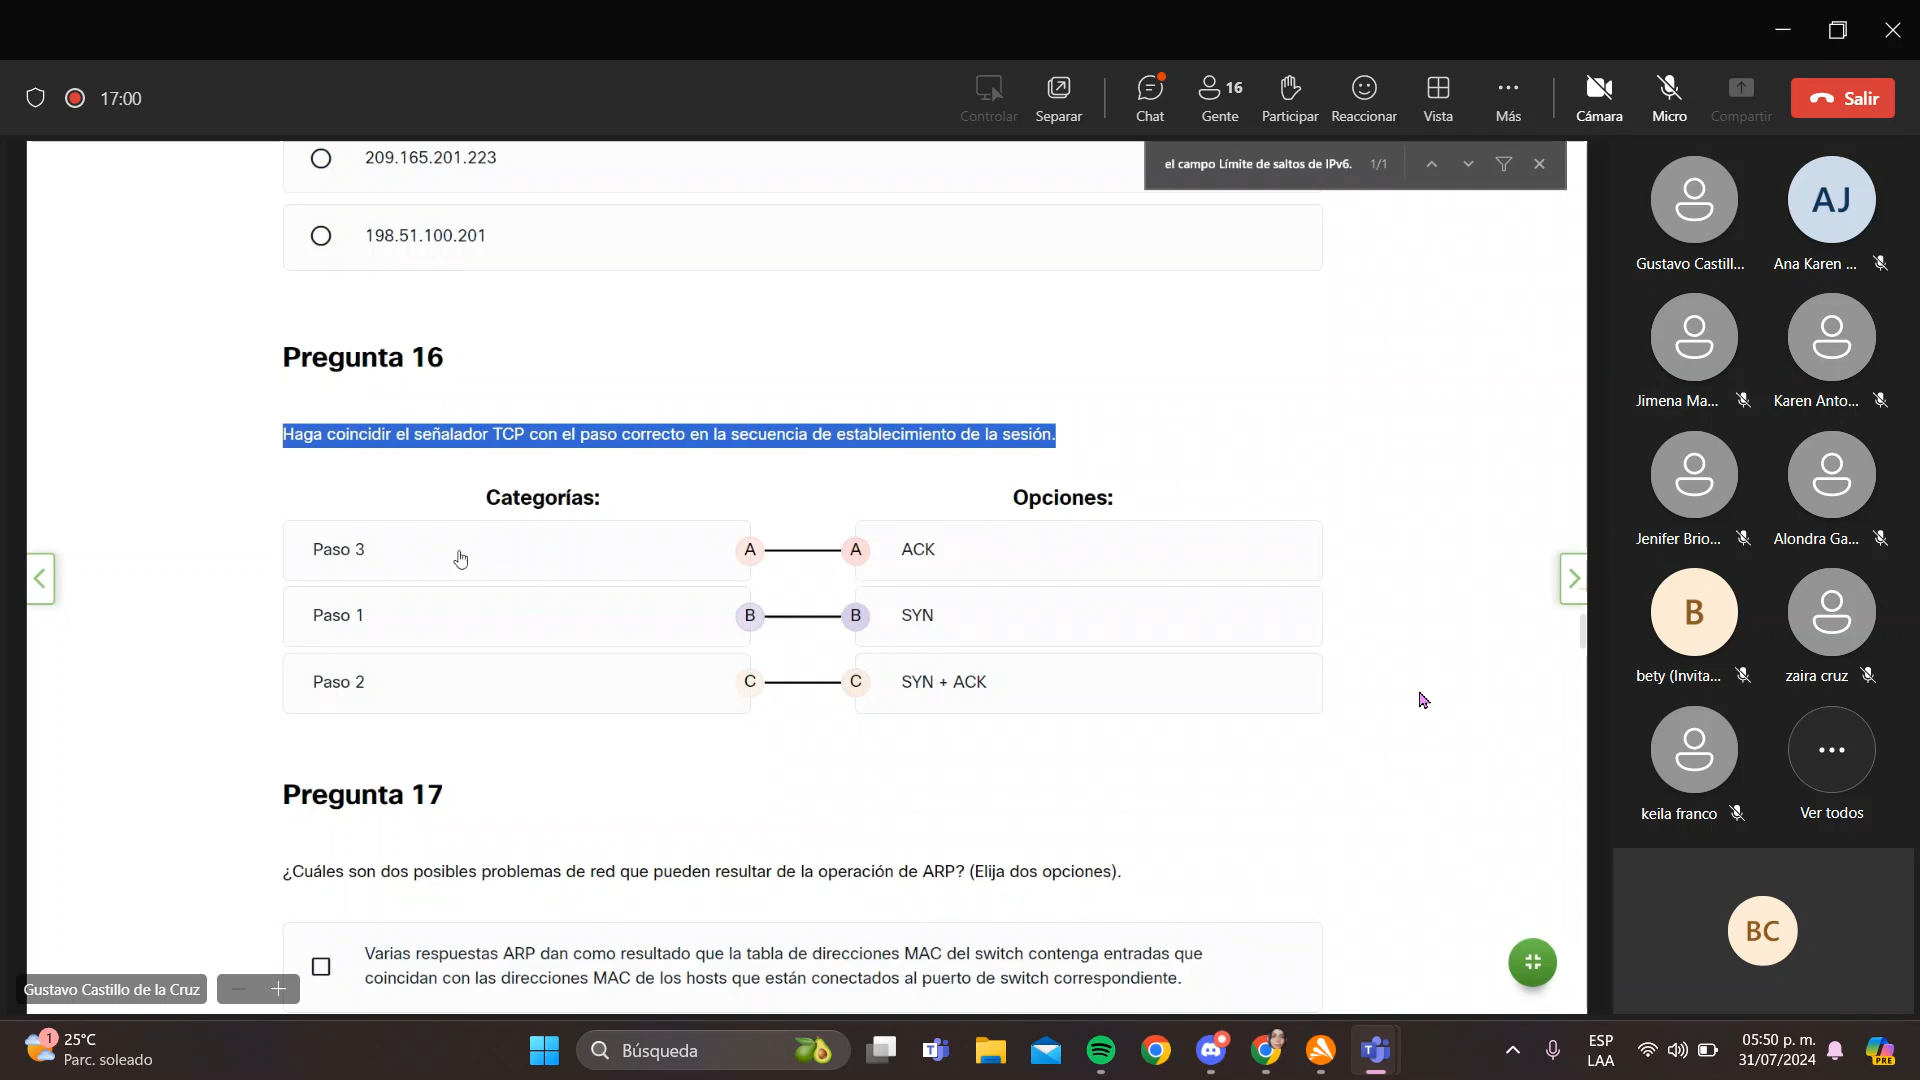 17:00
Controlar
Separar
Chat
16
Gente
Participar
Reaccionar
Vista
Más
Cámara
Micro
Compartir
Salir
209.165.201.223
el campo Límite de saltos de IPv6. 1/1
198.51.100.201
Pregunta 16
Haga coincidir el señalador TCP con el paso correcto en la secuencia de establecimiento de la sesión.
Categorías: Opciones:
Paso 3 A A ACK
Paso 1 B B SYN
Paso 2 C C SYN + ACK
Pregunta 17
¿Cuáles son dos posibles problemas de red que pueden resultar de la operación de ARP? (Elija dos opciones).
Varias respuestas ARP dan como resultado que la tabla de direcciones MAC del switch contenga entradas que
coincidan con las direcciones MAC de los hosts que están conectados al puerto de switch correspondiente.
Gustavo Castillo de la Cruz
AJ
Gustavo Castill... Ana Karen ...
Jimena Ma... Karen Anto...
Jenifer Brio... Alondra Ga...
B
bety (Invita... zaira cruz
keila franco Ver todos
BC
1
25°C
Parc. soleado
Búsqueda
ESP
LAA
05:50 p. m.
31/07/2024
PRE